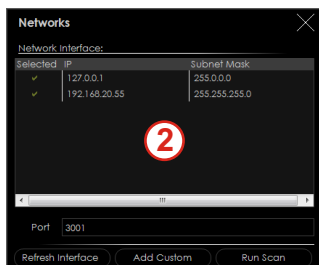 Networks
Network Interface:
Selected IP Subnet Mask
127.0.0.1 255.0.0.0
192.168.20.55 255.255.255.0
2
Port 3001
Refresh Interface Add Custom Run Scan